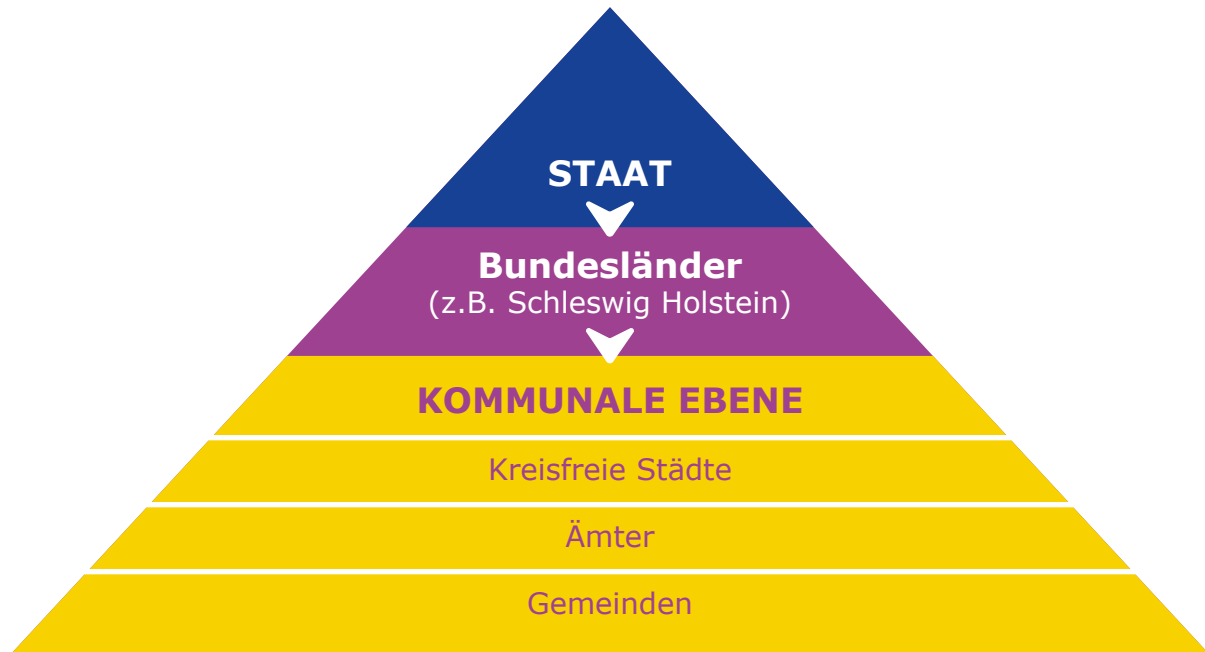 STAAT
Bundesländer
(z.B. Schleswig Holstein)
KOMMUNALE EBENE
Kreisfreie Städte
Ämter
Gemeinden